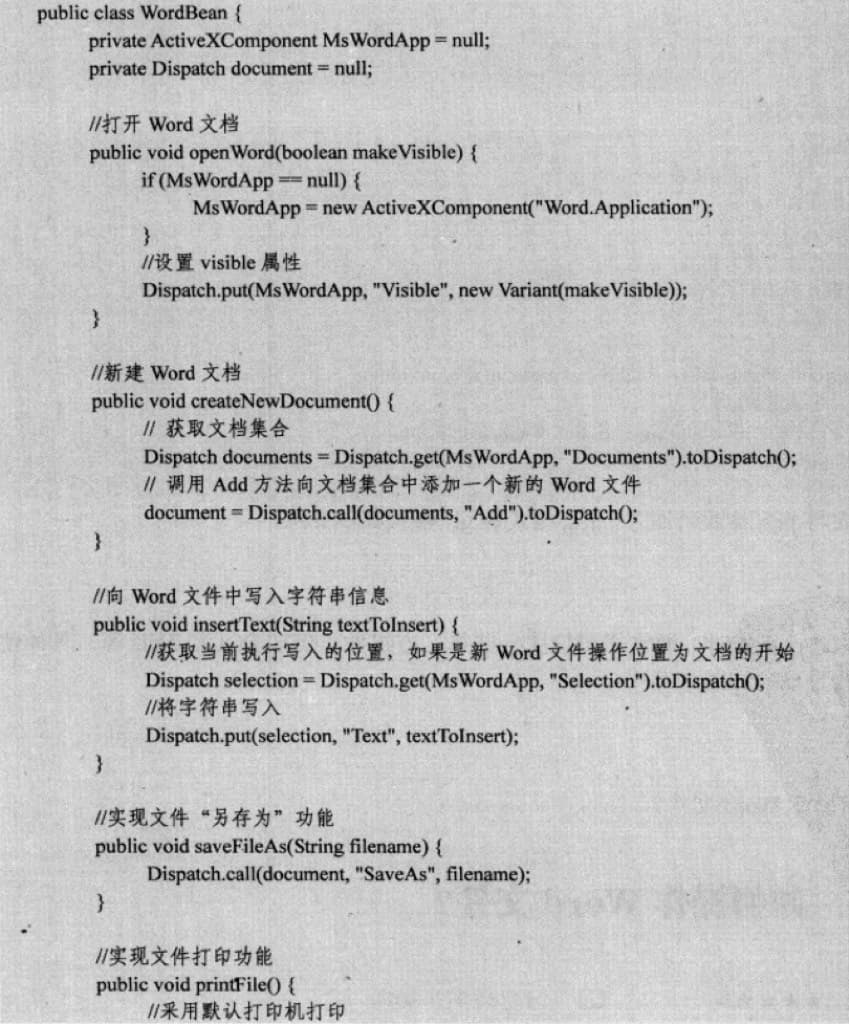 public class WordBean {
private ActiveXComponent MsWordApp = null;
private Dispatch document = null;
//打开 Word 文档
public void openWord(boolean makeVisible) {
if (MsWordApp == null) {
MsWordApp = new ActiveXComponent("Word.Application");
}
//设置 visible 属性
Dispatch.put(MsWordApp, "Visible", new Variant(makeVisible));
}
//新建 Word 文档
public void createNewDocument() {
// 获取文档集合
Dispatch documents = Dispatch.get(MsWordApp, "Documents").toDispatch();
// 调用 Add 方法向文档集合中添加一个新的 Word 文件
document = Dispatch.call(documents, "Add").toDispatch();
}
//向 Word 文件中写入字符串信息
public void insertText(String textToInsert) {
//获取当前执行写入的位置，如果是新 Word 文件操作位置为文档的开始
Dispatch selection = Dispatch.get(MsWordApp, "Selection").toDispatch();
//将字符串写入
Dispatch.put(selection, "Text", textToInsert);
}
//实现文件“另存为”功能
public void saveFileAs(String filename) {
Dispatch.call(document, "SaveAs", filename);
}
//实现文件打印功能
public void printFile() {
//采用默认打印机打印